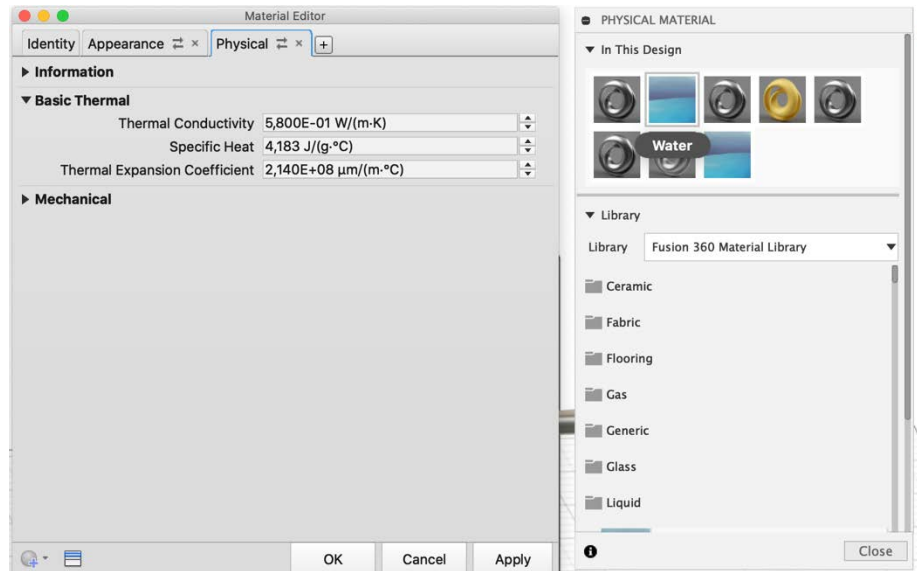 Material Editor
Identity Appearance ⇄ × Physical ⇄ × +
Information
Basic Thermal
Thermal Conductivity 5,800E-01 W/(m·K)
Specific Heat 4,183 J/(g·°C)
Thermal Expansion Coefficient 2,140E+08 μm/(m·°C)
Mechanical
OK Cancel Apply
PHYSICAL MATERIAL
In This Design
Water
Library
Library Fusion 360 Material Library
Ceramic
Fabric
Flooring
Gas
Generic
Glass
Liquid
Close